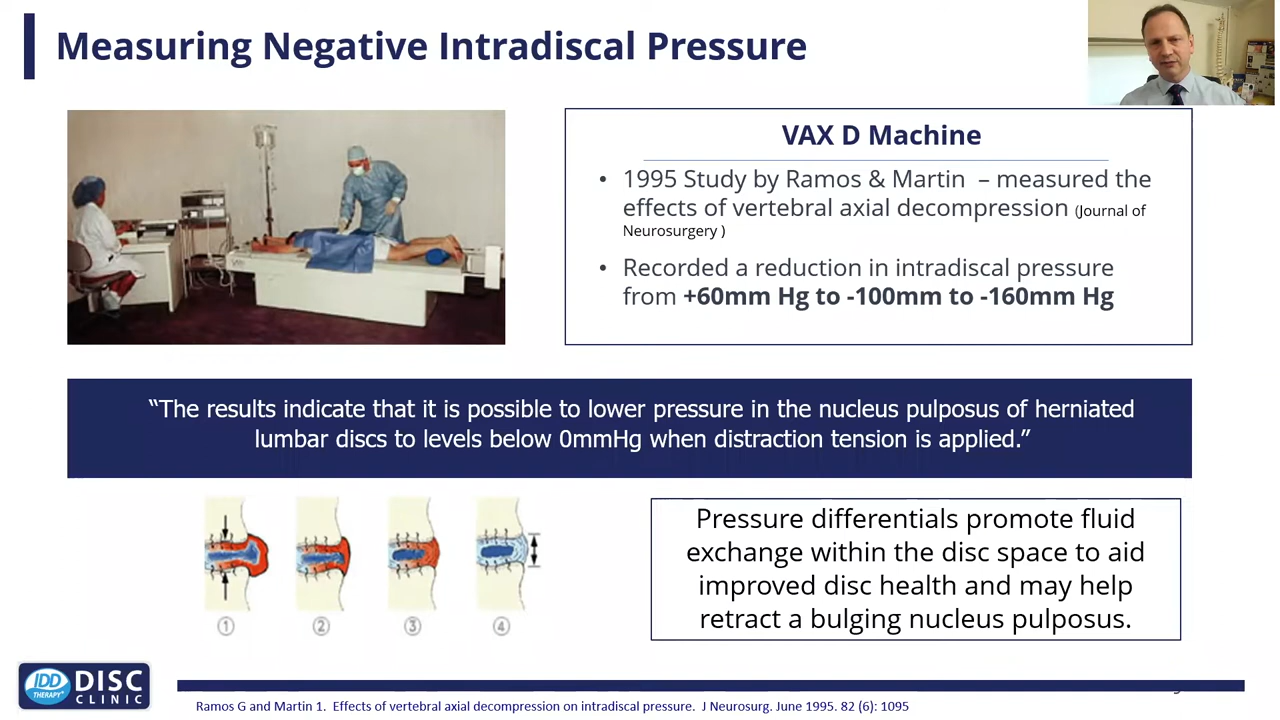 Measuring Negative Intradiscal Pressure
VAX D Machine
• 1995 Study by Ramos & Martin – measured the
effects of vertebral axial decompression (Journal of
Neurosurgery )
• Recorded a reduction in intradiscal pressure
from +60mm Hg to -100mm to -160mm Hg
“The results indicate that it is possible to lower pressure in the nucleus pulposus of herniated
lumbar discs to levels below 0mmHg when distraction tension is applied.”
① ② ③ ④
Pressure differentials promote fluid
exchange within the disc space to aid
improved disc health and may help
retract a bulging nucleus pulposus.
IDD
THERAPY®
DISC
CLINIC
Ramos G and Martin 1. Effects of vertebral axial decompression on intradiscal pressure. J Neurosurg. June 1995. 82 (6): 1095